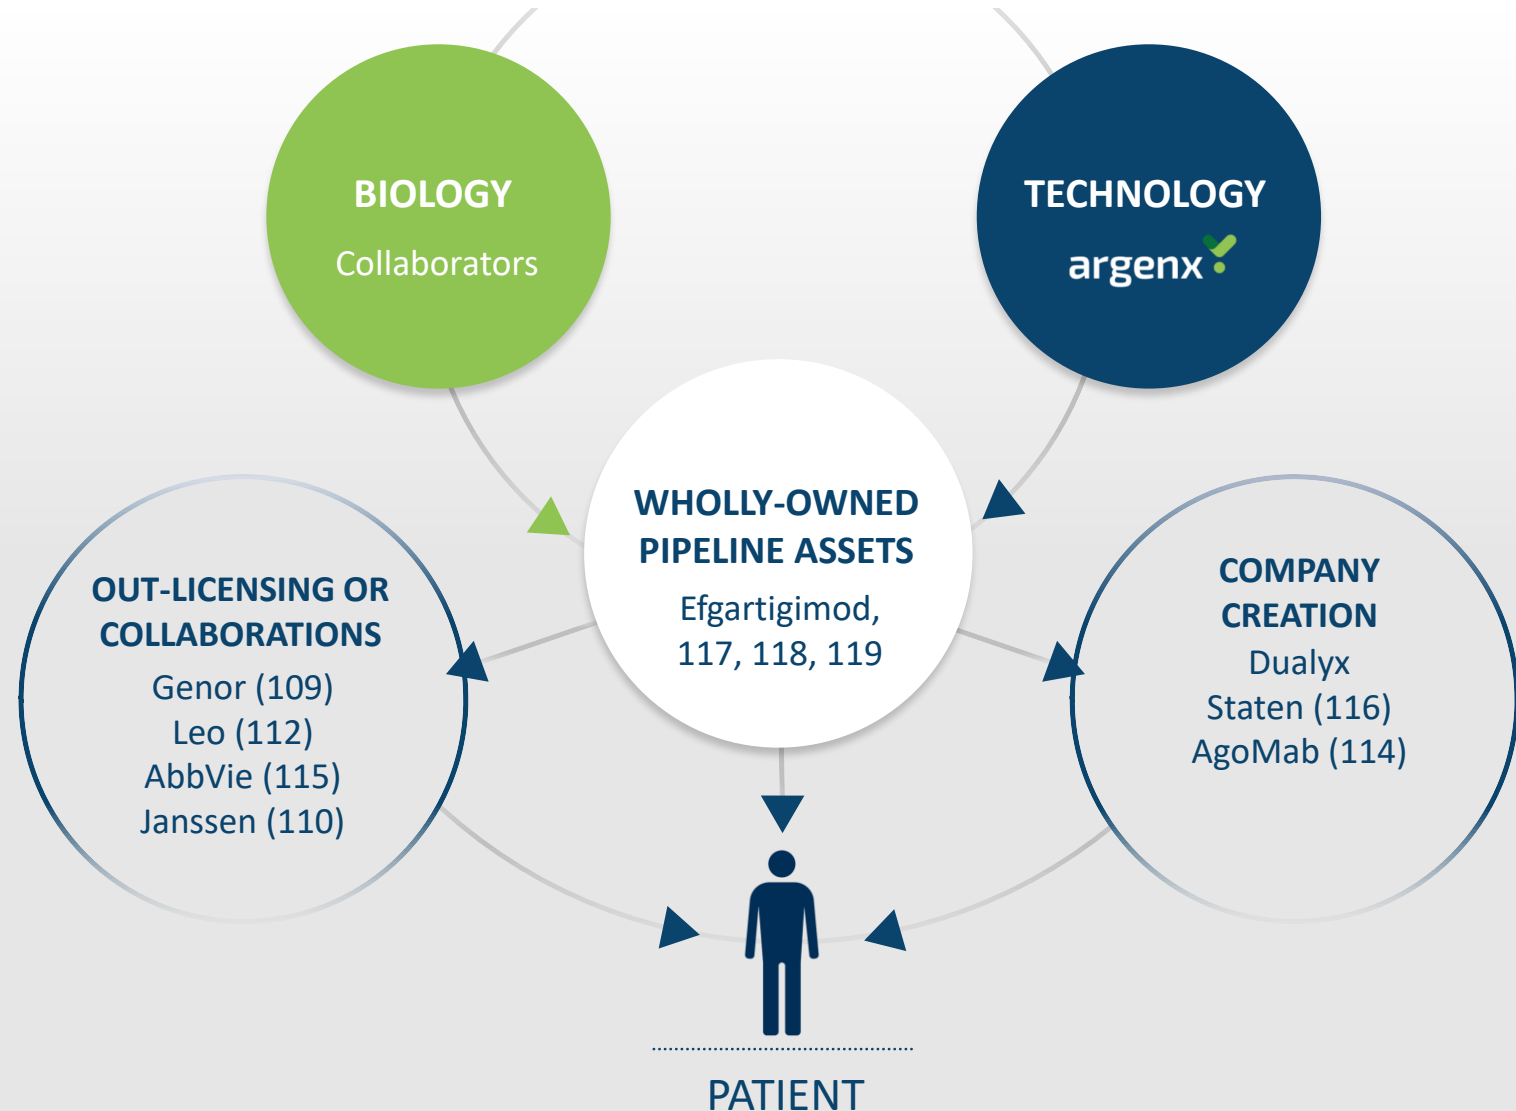 BIOLOGY
Collaborators
TECHNOLOGY
argenx
WHOLLY-OWNED
PIPELINE ASSETS
Efgartigimod,
117, 118, 119
OUT-LICENSING OR
COLLABORATIONS
Genor (109)
Leo (112)
AbbVie (115)
Janssen (110)
COMPANY
CREATION
Dualyx
Staten (116)
AgoMab (114)
PATIENT